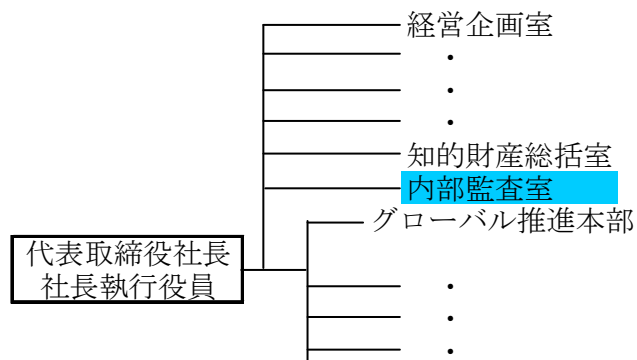 経営企画室
・
・
・
知的財産総括室
内部監査室
グローバル推進本部
代表取締役社長
社長執行役員
・
・
・